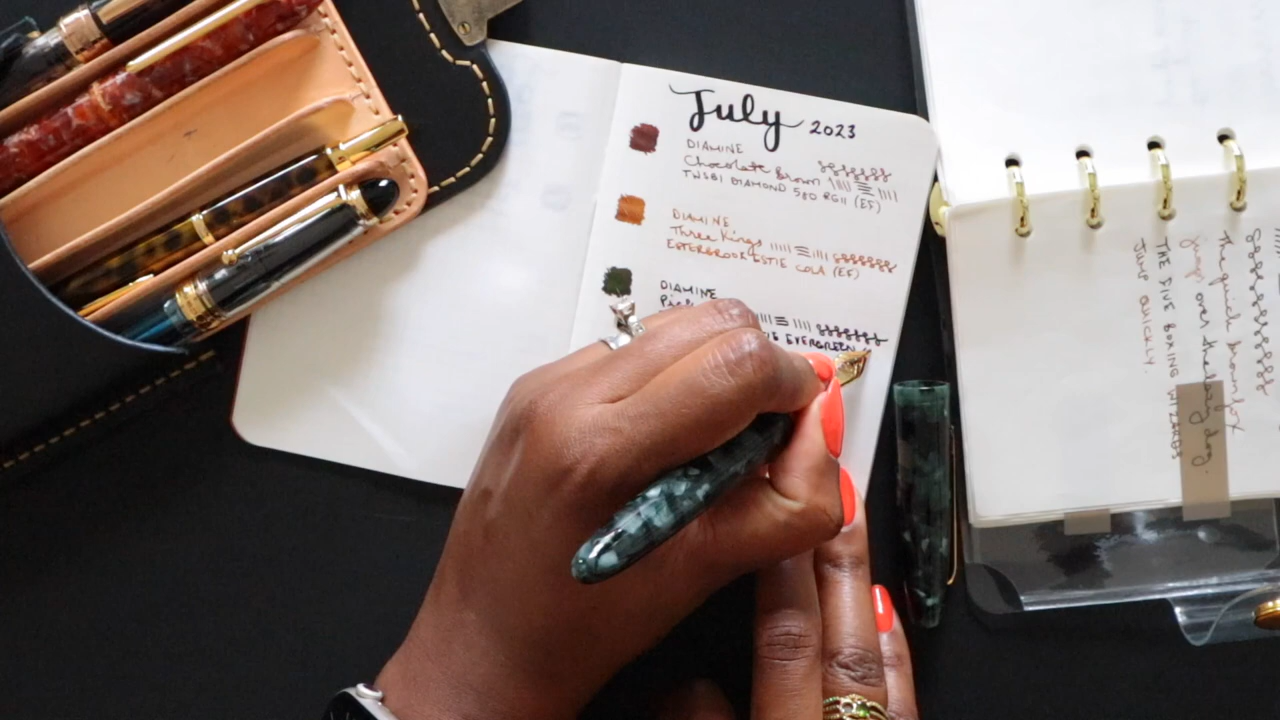 July 2023
DIAMINE
Chocolate Brown
TWSBI DIAMOND 580 RGII (EF)
DIAMINE
Three Kings
ESTERBROOK ESTIE COLA (EF)
DIAMINE
EVERGREEN
The quick brown fox
jumps over the lazy dog.
THE FIVE BOXING WIZARDS
JUMP QUICKLY.